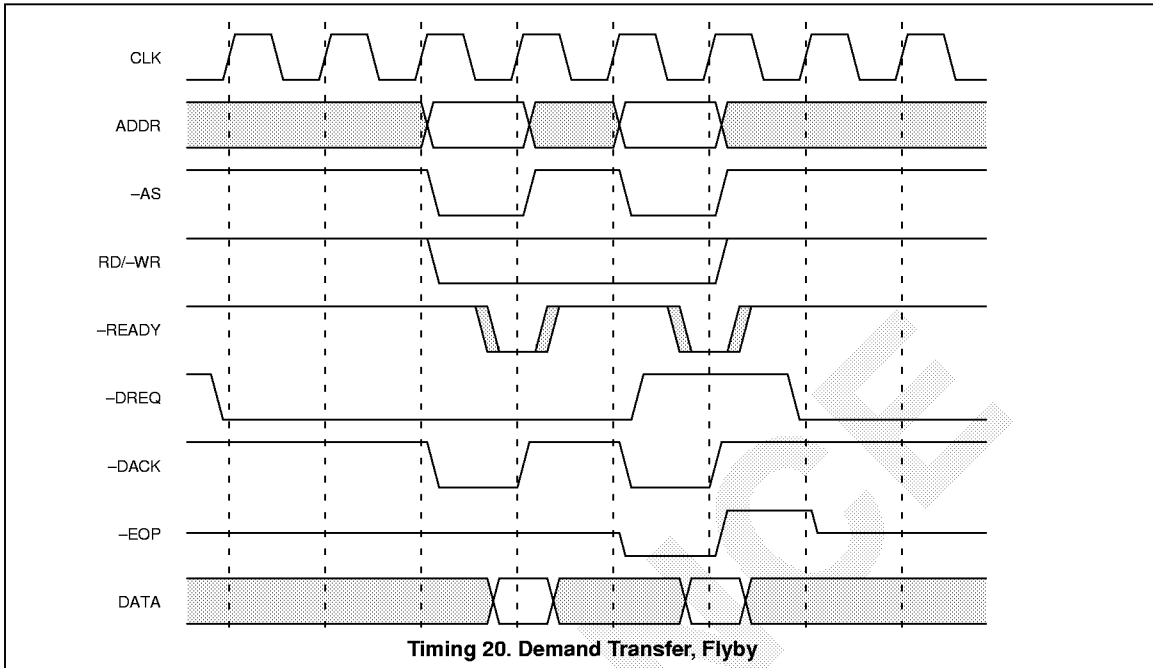 CLK
ADDR
–AS
RD/–WR
–READY
–DREQ
–DACK
–EOP
DATA
Timing 20. Demand Transfer, Flyby